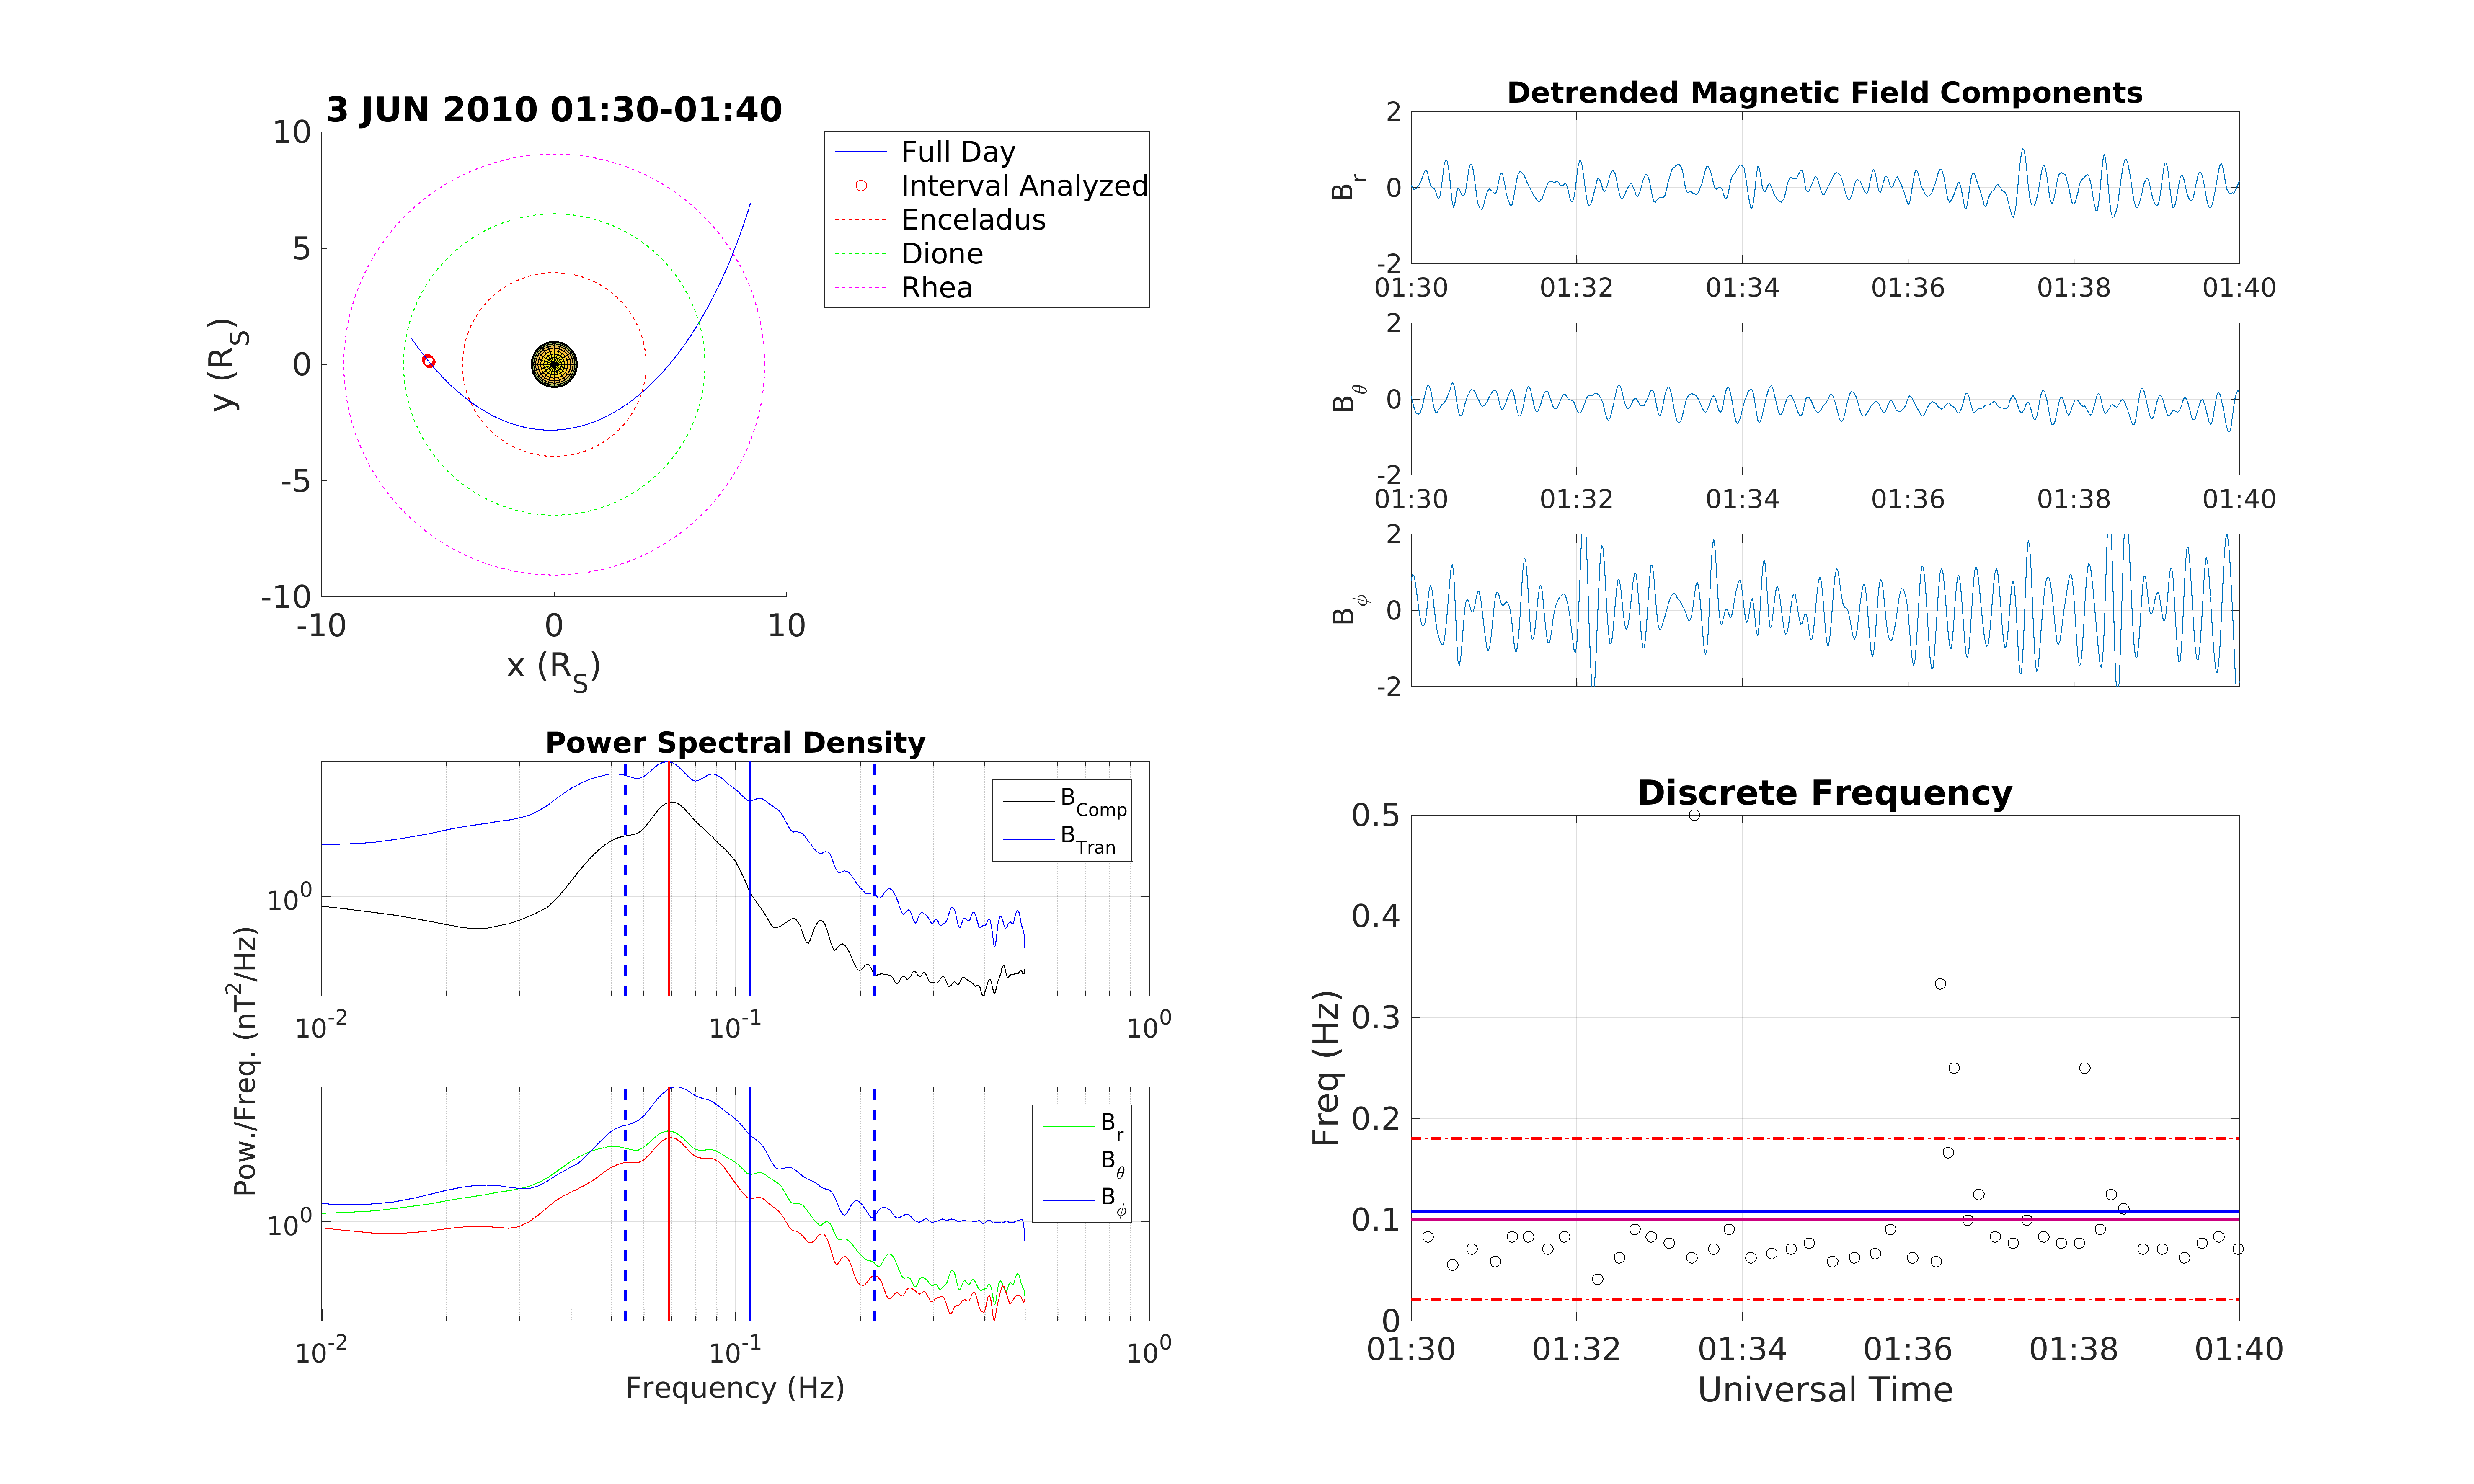 3 JUN 2010 01:30-01:40
10
5
0
-5
-10
-10 0 10
x (R_S)
y (R_S)
Full Day
Interval Analyzed
Enceladus
Dione
Rhea
Detrended Magnetic Field Components
2
0
-2
B_r
01:30 01:32 01:34 01:36 01:38 01:40
2
0
-2
B_θ
01:30 01:32 01:34 01:36 01:38 01:40
2
0
-2
B_ϕ
Power Spectral Density
10^0
B_Comp
B_Tran
10^-2 10^-1 10^0
Pow./Freq. (nT^2/Hz)
10^0
B_r
B_θ
B_ϕ
10^-2 10^-1 10^0
Frequency (Hz)
Discrete Frequency
0.5
0.4
0.3
0.2
0.1
0
Freq (Hz)
01:30 01:32 01:34 01:36 01:38 01:40
Universal Time